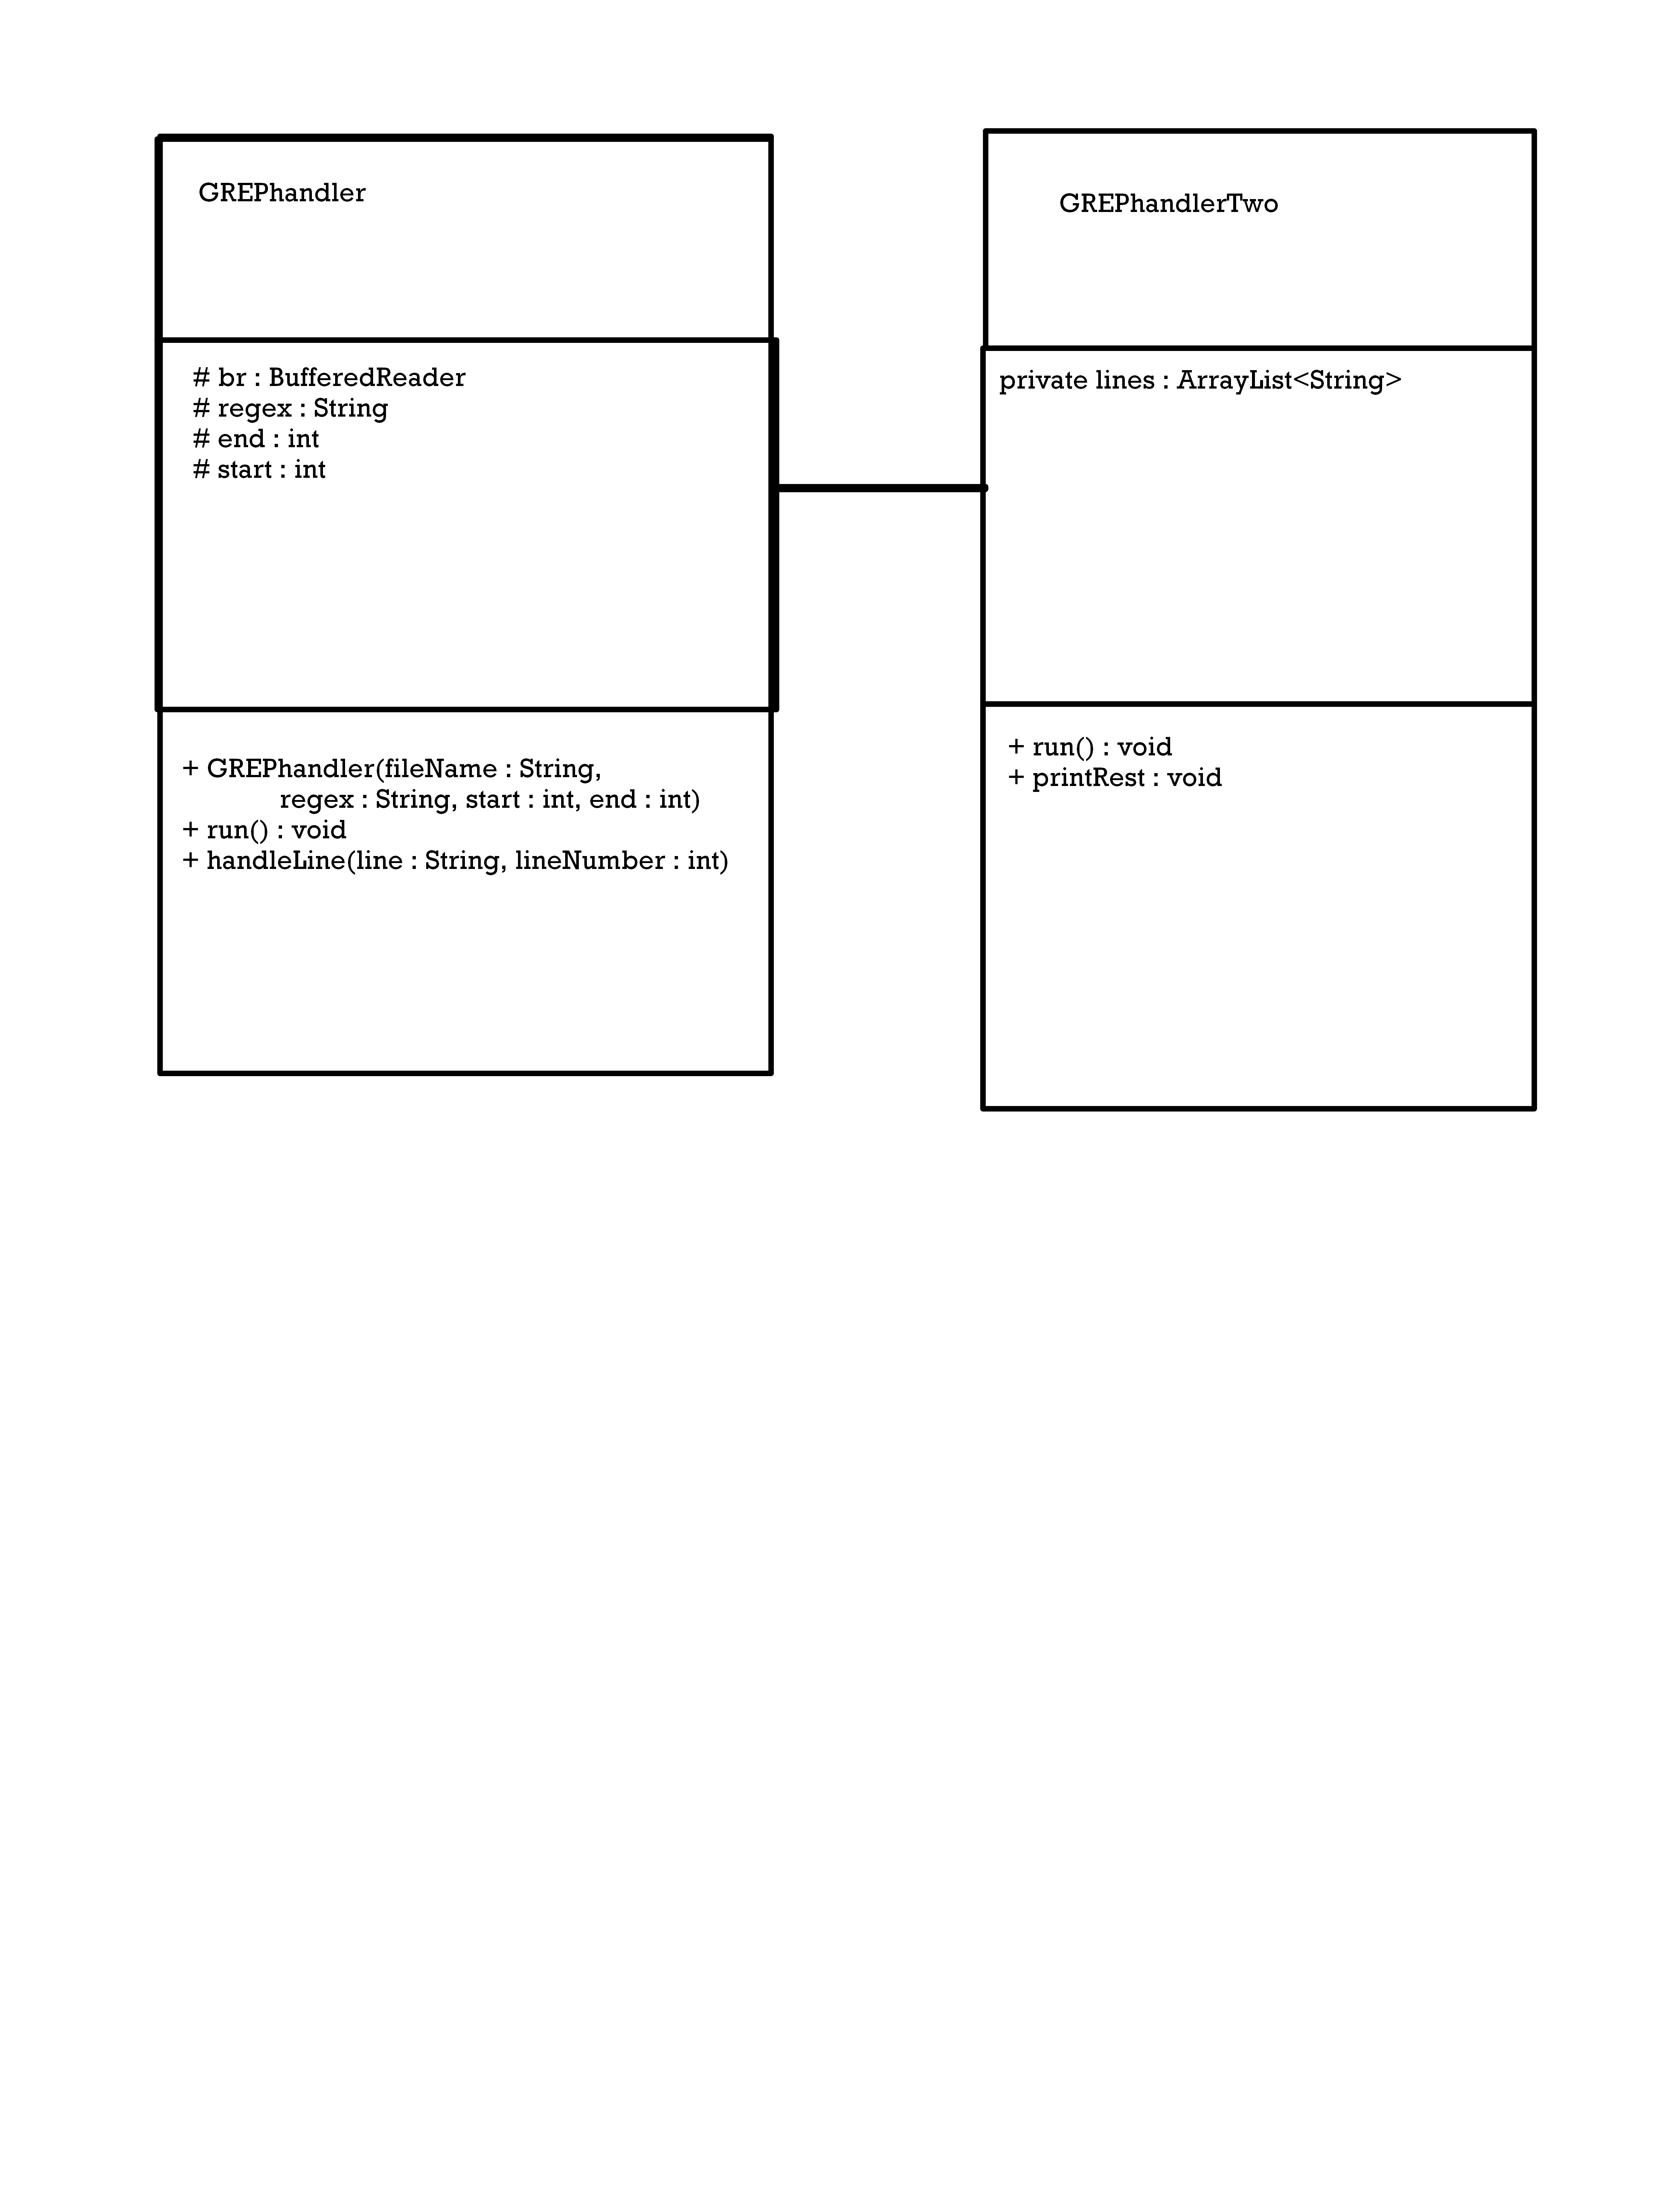 GREPhandler
# br : BufferedReader
# regex : String
# end : int
# start : int
+ GREPhandler(fileName : String,
regex : String, start : int, end : int)
+ run() : void
+ handleLine(line : String, lineNumber : int)
GREPhandlerTwo
private lines : ArrayList<String>
+ run() : void
+ printRest : void